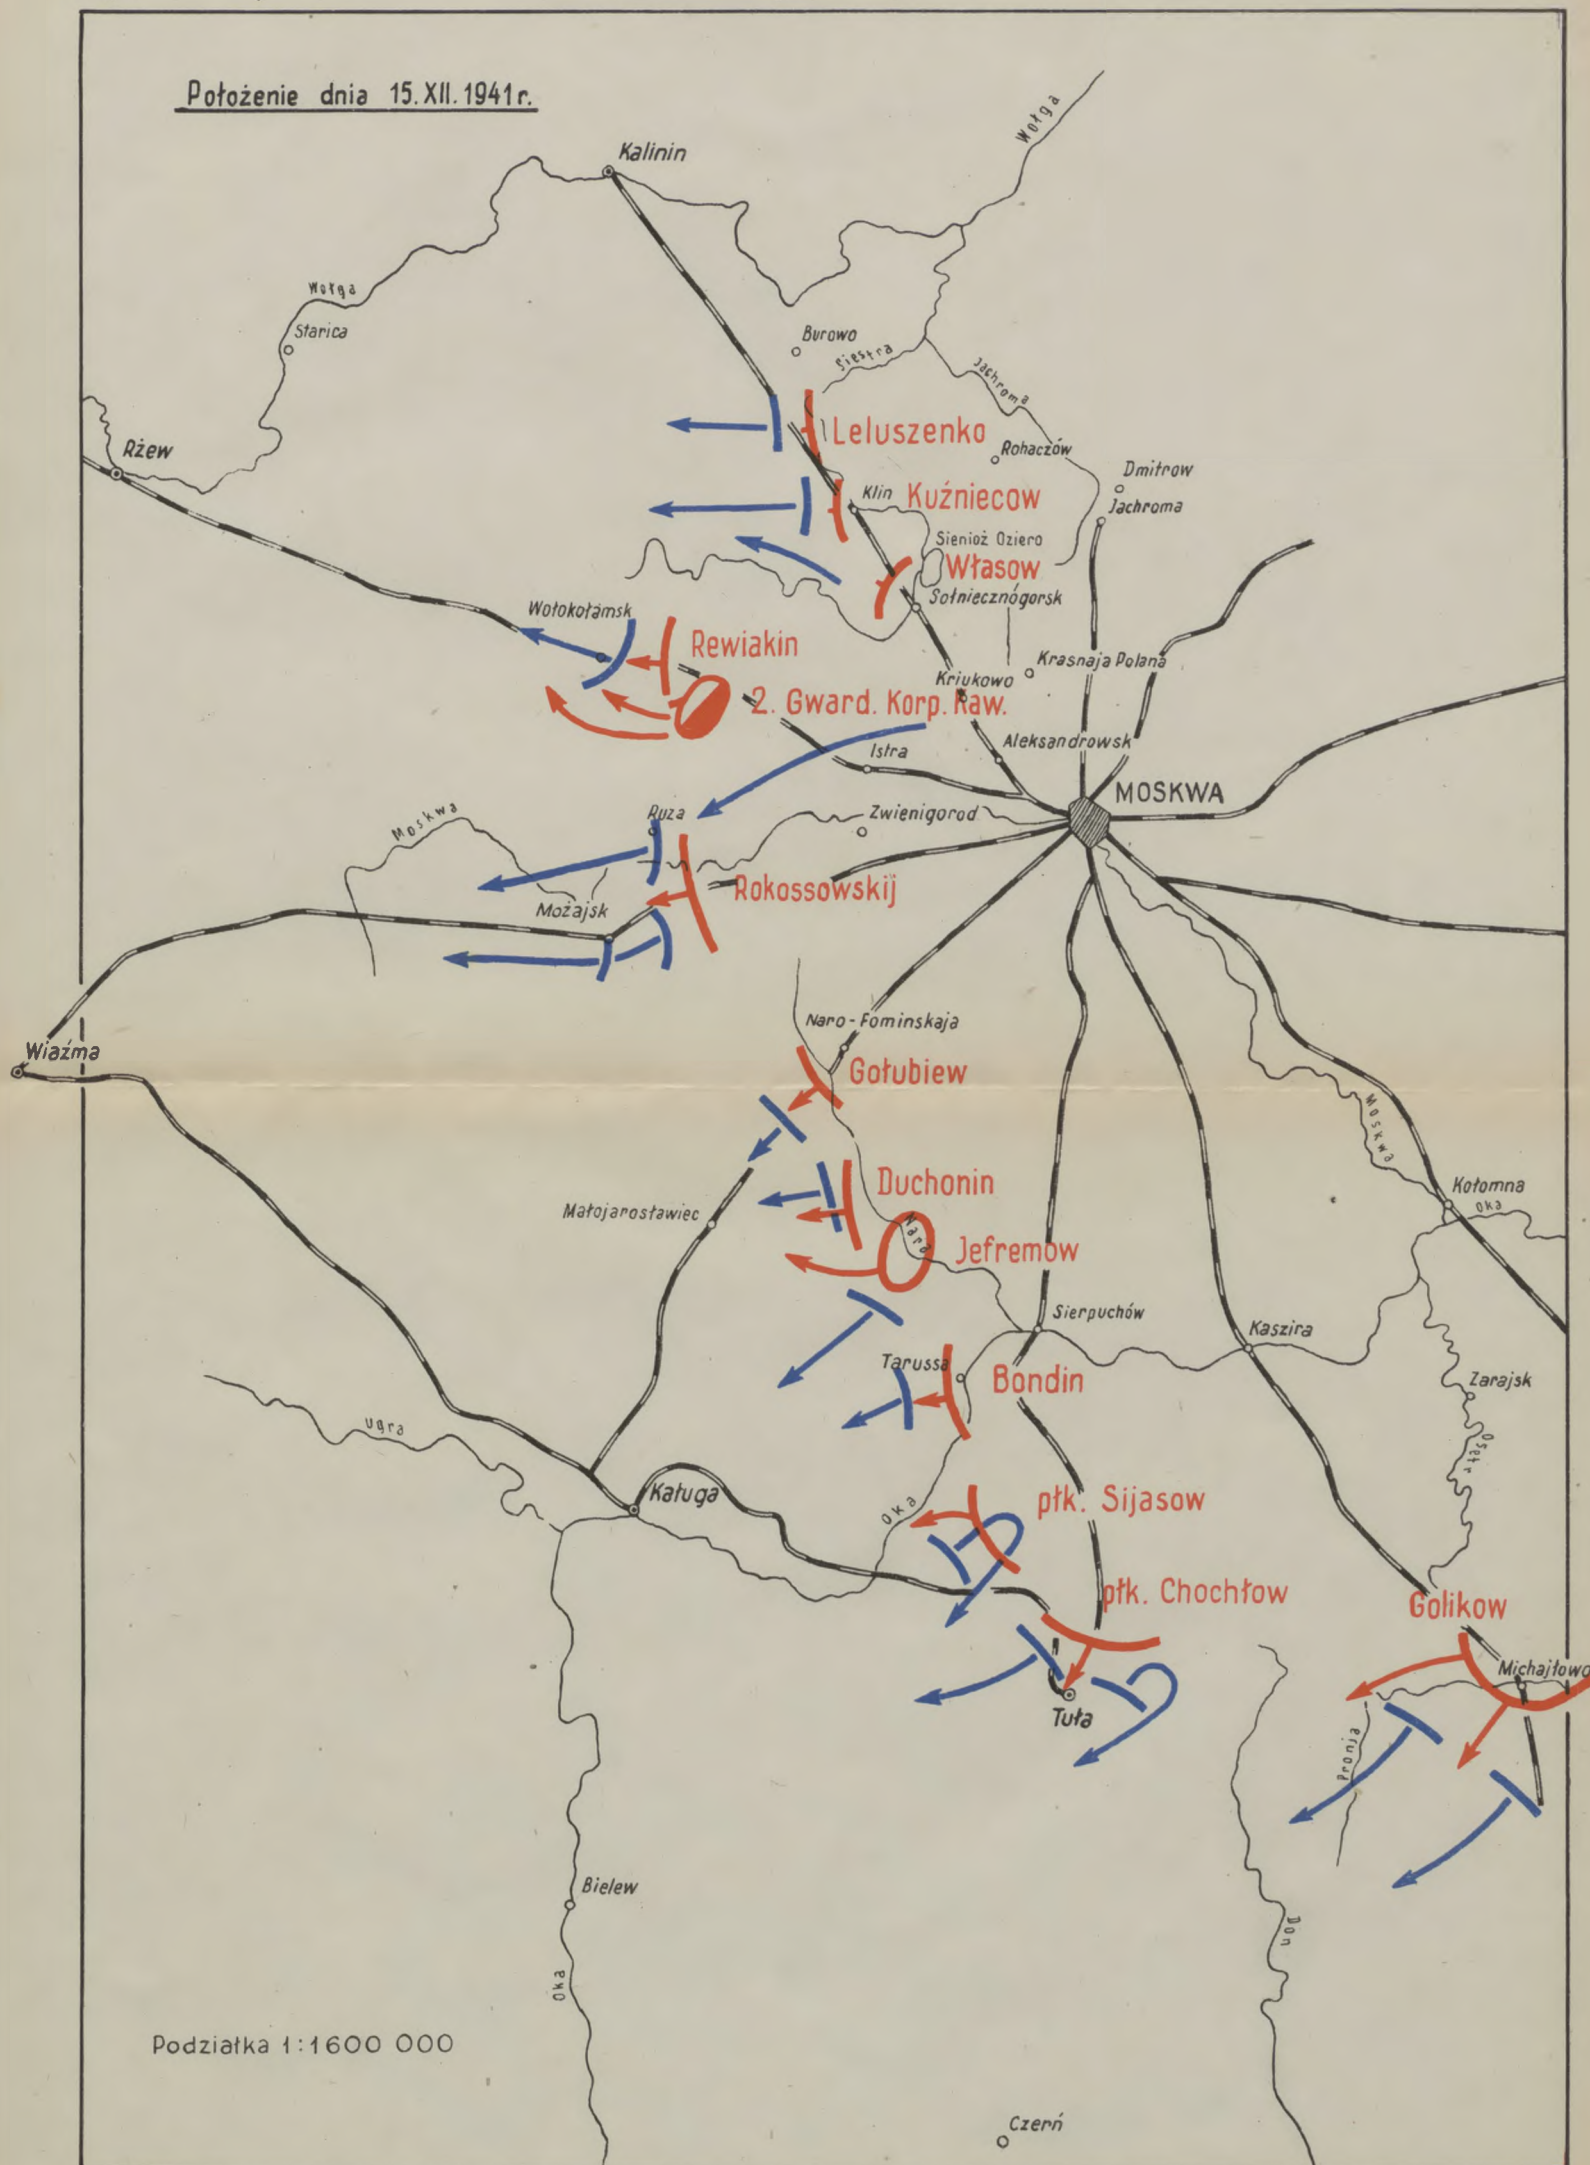 Położenie dnia 15.XII.1941r.
Wołga
Kalinin
Wołga
Starica
Burowo
Siestra
Jachroma
Rżew
Leluszenko
Rohaczów
Dmitrow
Klin
Kuźniecow
Jachroma
Sienioż Oziero
Własow
Sołniecznógorsk
Wołokołamsk
Rewiakin
Krasnaja Polana
Kriukowo
2. Gward. Korp. Kaw.
Istra
Aleksandrowsk
MOSKWA
Moskwa
Ruza
Zwienigorod
Rokossowskij
Możajsk
Naro-Fominskaja
Wiaźma
Gołubiew
Moskwa
Duchonin
Kołomna
Oka
Małojarosławiec
Nara
Jefremow
Sierpuchów
Kaszira
Tarussa
Bondin
Zarajsk
Ugra
Osetr
Kaługa
Oka
płk. Sijasow
płk. Chochłow
Golikow
Michajłowo
Tuła
Pronja
Bielew
Don
Oka
Podziałka 1:1600 000
Czerń